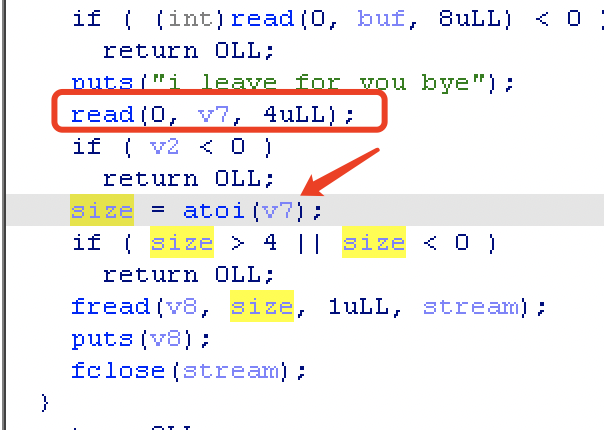 if ( (int)read(0, buf, 8uLL) < 0 )
return 0LL;
puts("i leave for you bye");
read(0, v7, 4uLL);
if ( v2 < 0 )
return 0LL;
size = atoi(v7);
if ( size > 4 || size < 0 )
return 0LL;
fread(v8, size, 1uLL, stream);
puts(v8);
fclose(stream);
}